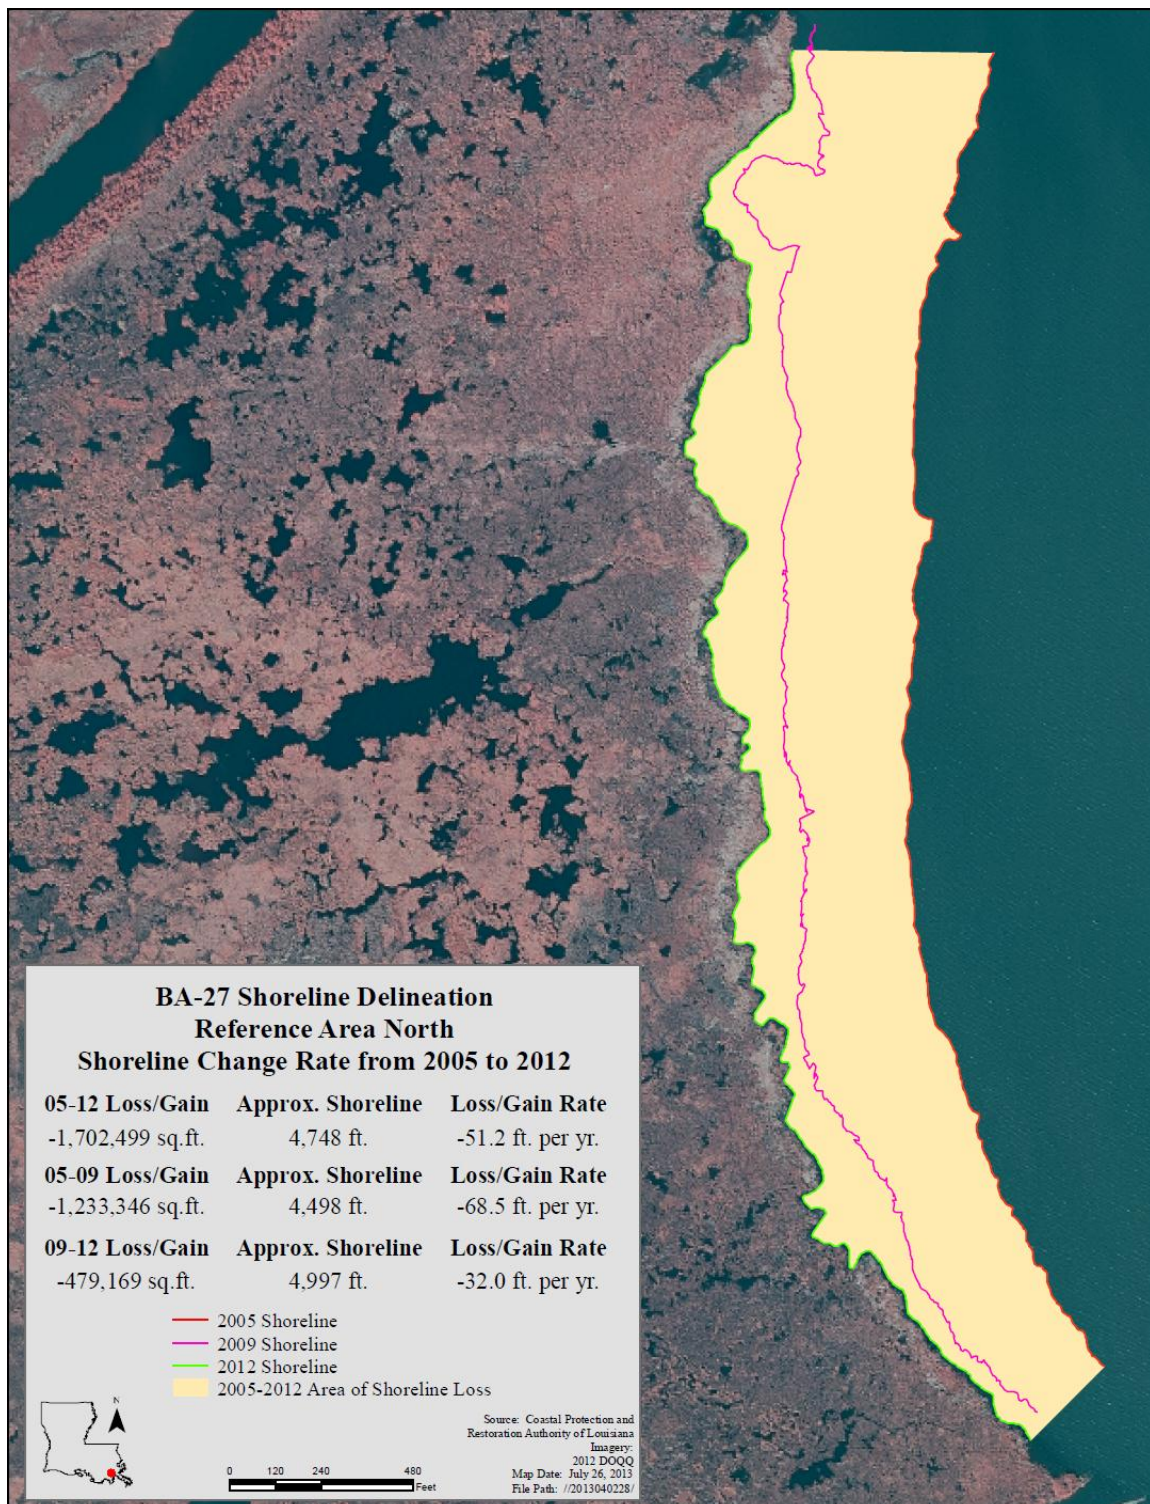 BA-27 Shoreline Delineation
Reference Area North
Shoreline Change Rate from 2005 to 2012
05-12 Loss/Gain Approx. Shoreline Loss/Gain Rate
-1,702,499 sq.ft. 4,748 ft. -51.2 ft. per yr.
05-09 Loss/Gain Approx. Shoreline Loss/Gain Rate
-1,233,346 sq.ft. 4,498 ft. -68.5 ft. per yr.
09-12 Loss/Gain Approx. Shoreline Loss/Gain Rate
-479,169 sq.ft. 4,997 ft. -32.0 ft. per yr.
2005 Shoreline
2009 Shoreline
2012 Shoreline
2005-2012 Area of Shoreline Loss
N
Source: Coastal Protection and
Restoration Authority of Louisiana
Imagery:
2012 DOQQ
Map Date: July 26, 2013
File Path: //2013040228/
0 120 240 480
Feet